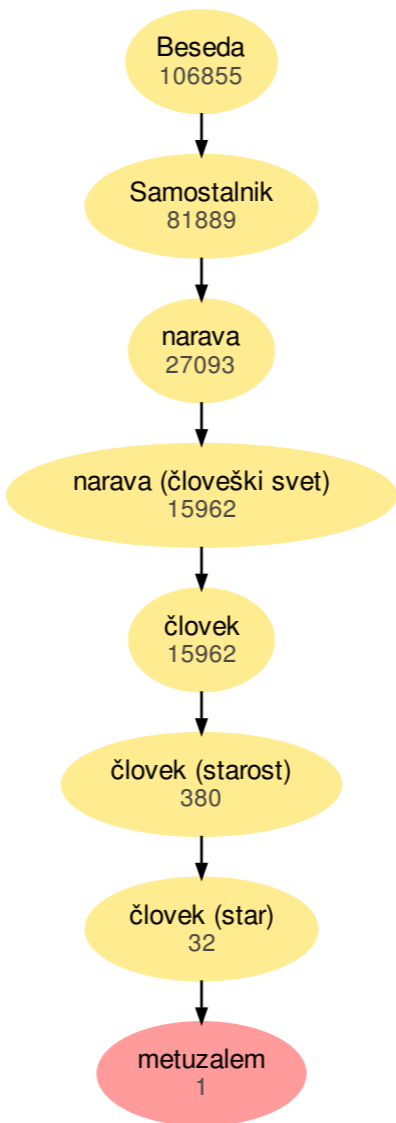 Beseda
106855
Samostalnik
81889
narava
27093
narava (človeški svet)
15962
človek
15962
človek (starost)
380
človek (star)
32
metuzalem
1